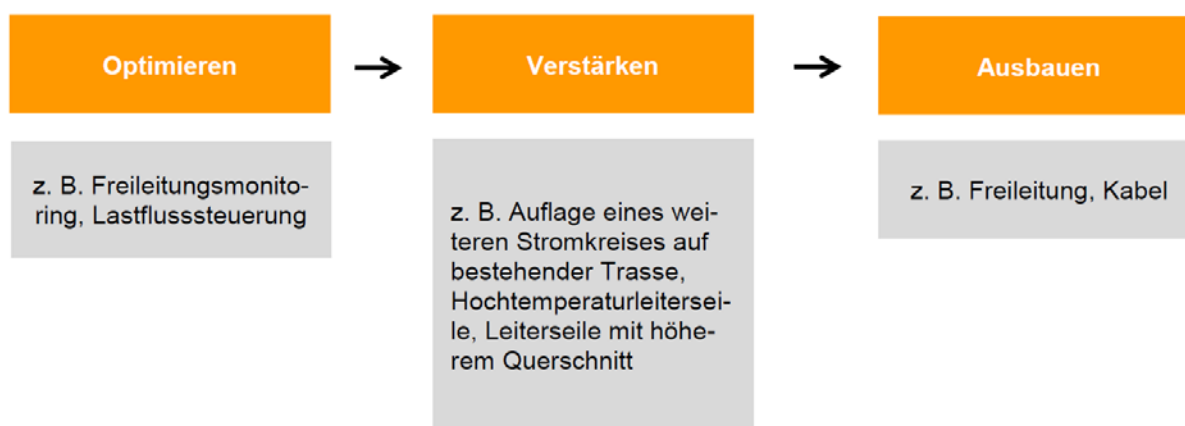 Optimieren
Verstärken
Ausbauen
z. B. Freileitungsmonito-
ring, Lastflusssteuerung
z. B. Auflage eines wei-
teren Stromkreises auf
bestehender Trasse,
Hochtemperaturleitersei-
le, Leiterseile mit höhe-
rem Querschnitt
z. B. Freileitung, Kabel